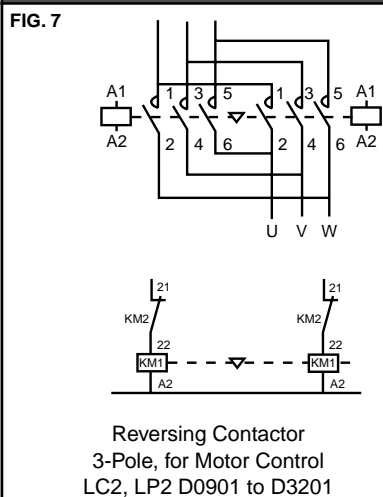 FIG. 7
1 3 5 1 3 5
A1 A1
A2 A2
2 4 6 2 4 6
U V W
21 21
KM2 KM2
22 22
KM1 KM1
A2 A2
Reversing Contactor
3-Pole, for Motor Control
LC2, LP2 D0901 to D3201